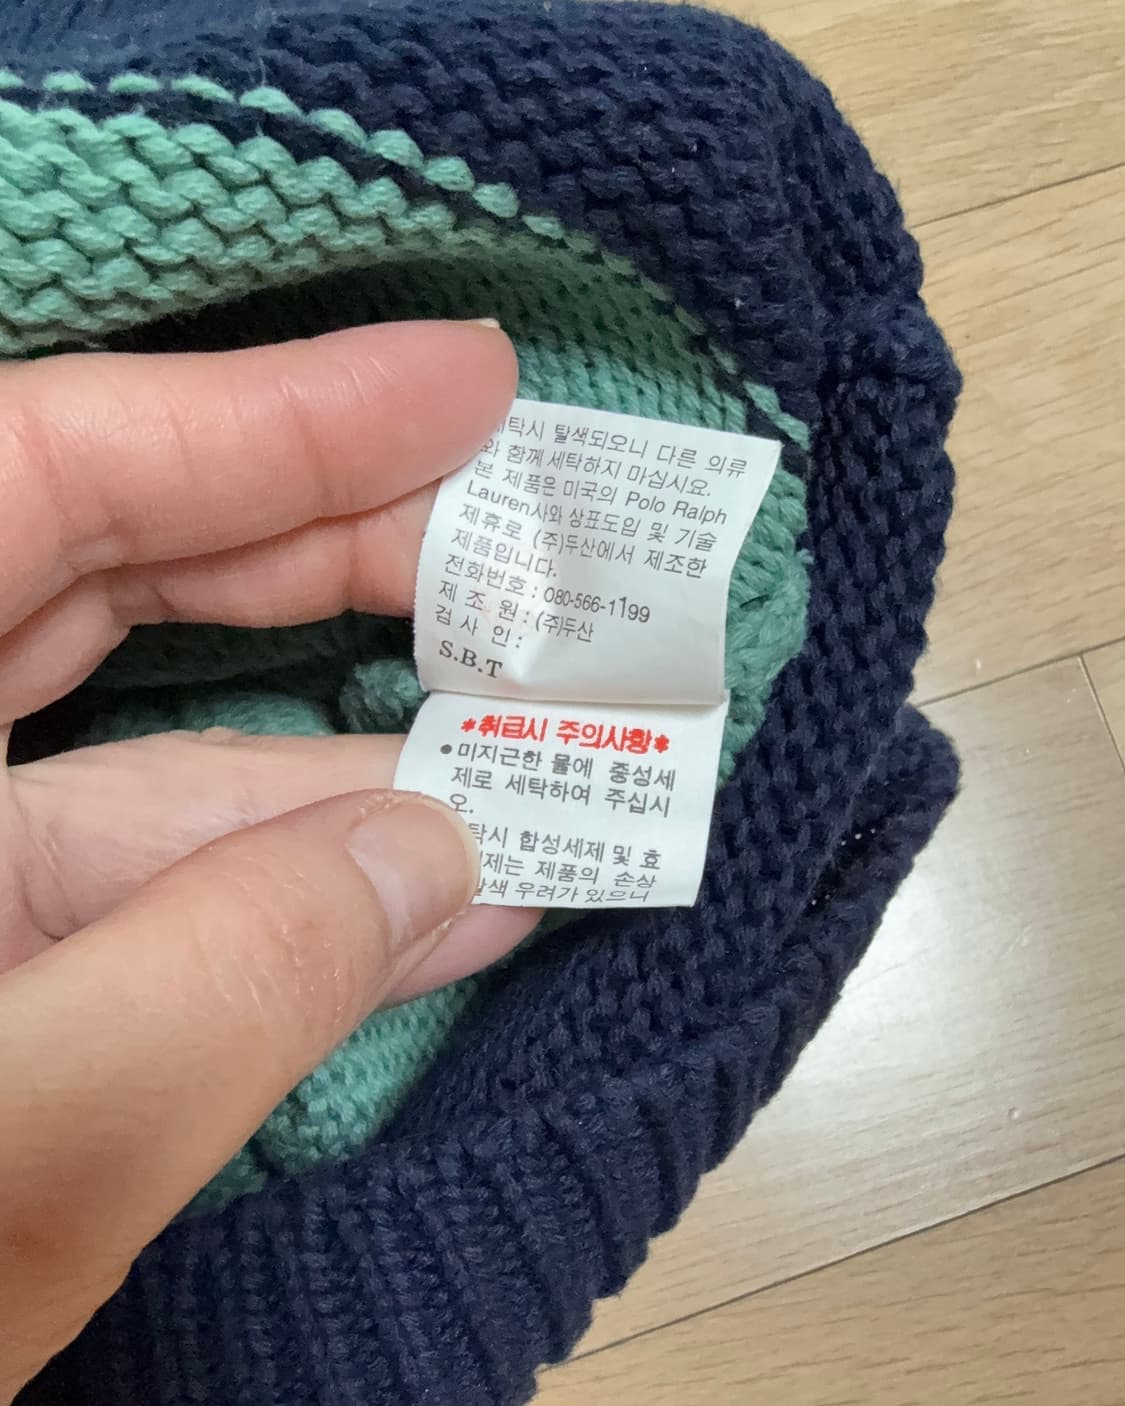 탁시 탈색되오니 다른 의류
와 함께 세탁하지 마십시요.
본 제품은 미국의 Polo Ralph
Lauren사와 상표도입 및 기술
제휴로 (주)두산에서 제조한
제품입니다.
전화번호 : 080-566-1199
제 조 원 : (주)두산
검 사 인 :
S.B.T
*취급시 주의사항*
●미지근한 물에 중성세
제로 세탁하여 주십시
오.
탁시 합성세제 및 효
제는 제품의 손상
색 우려가 있으니